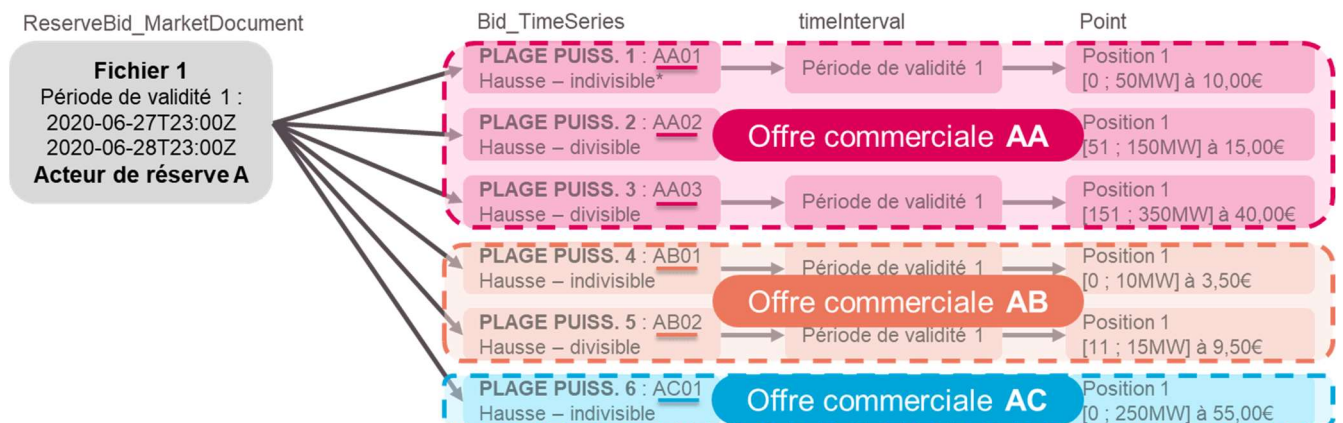 ReserveBid_MarketDocument
Bid_TimeSeries
timeInterval
Point
Fichier 1
Période de validité 1 :
2020-06-27T23:00Z
2020-06-28T23:00Z
Acteur de réserve A
PLAGE PUISS. 1 : AA01
Hausse – indivisible*
Période de validité 1
Position 1
[0 ; 50MW] à 10,00€
PLAGE PUISS. 2 : AA02
Hausse – divisible
Offre commerciale AA
Position 1
[51 ; 150MW] à 15,00€
PLAGE PUISS. 3 : AA03
Hausse – divisible
Période de validité 1
Position 1
[151 ; 350MW] à 40,00€
PLAGE PUISS. 4 : AB01
Hausse – indivisible
Période de validité 1
Position 1
[0 ; 10MW] à 3,50€
Offre commerciale AB
PLAGE PUISS. 5 : AB02
Hausse – divisible
Période de validité 1
Position 1
[11 ; 15MW] à 9,50€
PLAGE PUISS. 6 : AC01
Hausse – indivisible
Offre commerciale AC
Position 1
[0 ; 250MW] à 55,00€